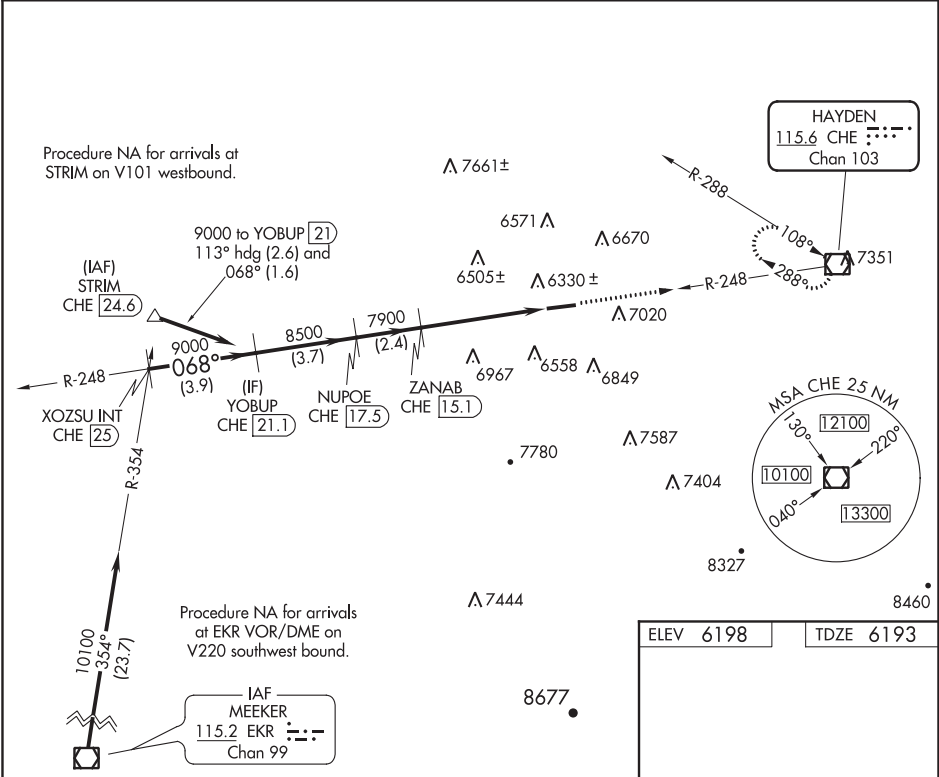 HAYDEN
115.6 CHE
Chan 103
Procedure NA for arrivals at
STRIM on V101 westbound.
7661±
R-288
6571
6670
108°
9000 to YOBUP 21
113° hdg (2.6) and
068° (1.6)
6505±
6330±
288°
7351
(IAF)
STRIM
CHE 24.6
R-248
7020
7900
(2.4)
8500
(3.7)
9000
068°
(3.9)
R-248
6967
6558
6849
XOZSU INT
CHE 25
(IF)
YOBUP
CHE 21.1
NUPOE
CHE 17.5
ZANAB
CHE 15.1
MSA CHE 25 NM
130°
12100
220°
10100
040°
13300
7587
7780
7404
R-354
8327
8460
7444
Procedure NA for arrivals
at EKR VOR/DME on
V220 southwest bound.
10100
354°
(23.7)
ELEV 6198
TDZE 6193
8677
IAF
MEEKER
115.2 EKR
Chan 99